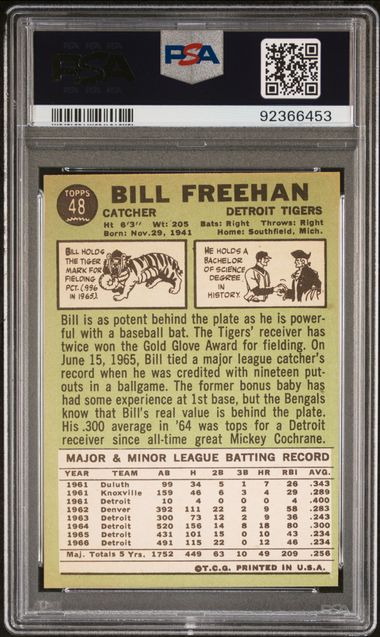 PSA
PSA
92366453
TOPPS
48
BILL FREEHAN
CATCHER DETROIT TIGERS
Ht 6'3" Wt: 205 Bats: Right Throws: Right
Born: Nov. 29, 1941 Home: Southfield, Mich.
BILL HOLDS
THE TIGER
MARK FOR
FIELDING
PCT. (.996
IN 1965).
HE HOLDS A
BACHELOR
OF SCIENCE
DEGREE
IN
HISTORY.
Bill is as potent behind the plate as he is power-
ful with a baseball bat. The Tigers' receiver has
twice won the Gold Glove Award for fielding. On
June 15, 1965, Bill tied a major league catcher's
record when he was credited with nineteen put-
outs in a ballgame. The former bonus baby has
had some experience at 1st base, but the Bengals
know that Bill's real value is behind the plate.
His .300 average in '64 was tops for a Detroit
receiver since all-time great Mickey Cochrane.
MAJOR & MINOR LEAGUE BATTING RECORD
YEAR TEAM AB H 2B 3B HR RBI AVG.
1961 Duluth 99 34 5 1 7 26 .343
1961 Knoxville 159 46 6 3 4 29 .289
1961 Detroit 10 4 0 0 0 4 .400
1962 Denver 392 111 22 2 9 58 .283
1963 Detroit 300 73 12 2 9 36 .243
1964 Detroit 520 156 14 8 18 80 .300
1965 Detroit 431 101 15 0 10 43 .234
1966 Detroit 491 115 22 0 12 46 .234
Maj. Totals 5 Yrs. 1752 449 63 10 49 209 .256
©T.C.G. PRINTED IN U.S.A.